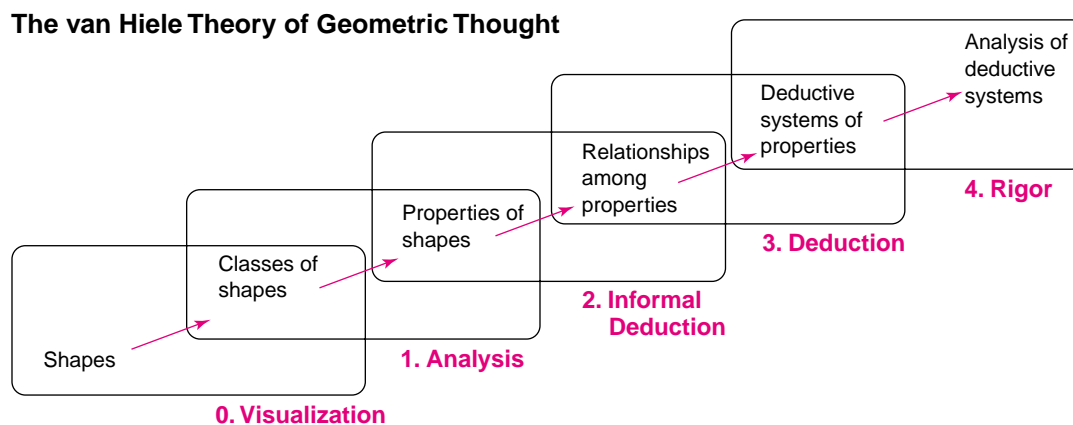 The van Hiele Theory of Geometric Thought
Shapes
0. Visualization
Classes of
shapes
1. Analysis
Properties of
shapes
2. Informal
Deduction
Relationships
among
properties
3. Deduction
Deductive
systems of
properties
4. Rigor
Analysis of
deductive
systems